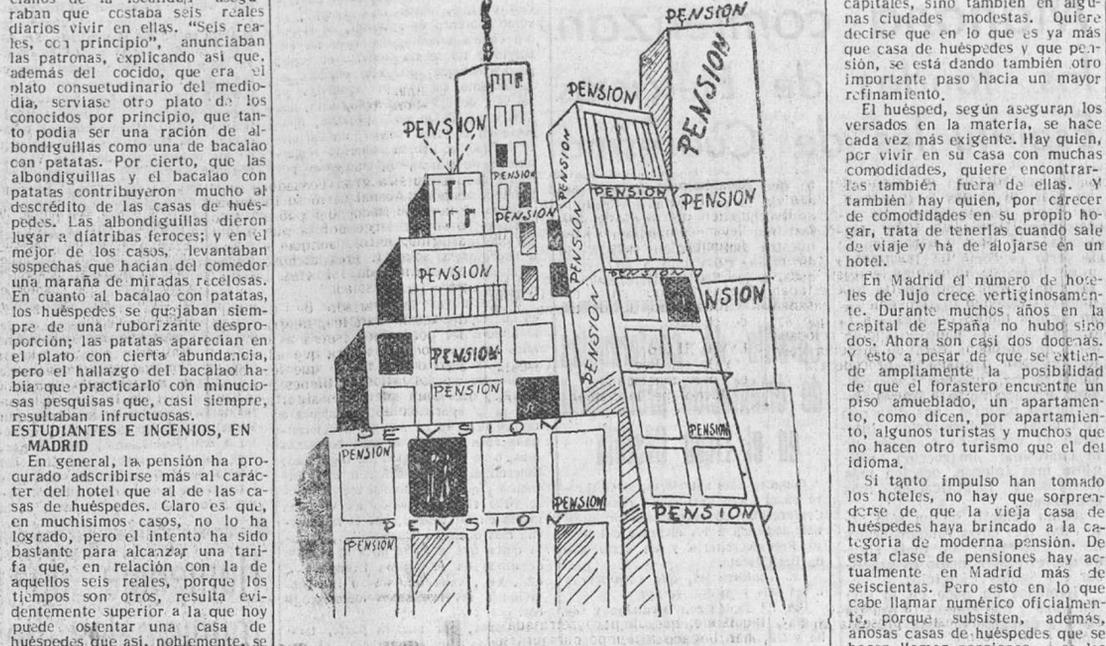 raban que costaba seis reales
diarios vivir en ellas. "Seis rea-
les, con principio", anunciaban
las patronas, explicando así que,
además del cocido, que era el
plato consuetudinario del medio-
día, servíase otro plato de los
conocidos por principio, que tan-
to podía ser una ración de al-
bondiguillas como una de bacalao
con patatas. Por cierto, que las
albondiguillas y el bacalao con
patatas contribuyeron mucho al
descrédito de las casas de hués-
pedes. Las albondiguillas dieron
lugar a diatribas feroces; y en el
mejor de los casos, levantaban
sospechas que hacían del comedor
una maraña de miradas recelosas.
En cuanto al bacalao con patatas,
los huéspedes se quejaban siem-
pre de una ruborizante despro-
porción; las patatas aparecían en
el plato con cierta abundancia,
pero el hallazgo del bacalao ha-
bía que practicarlo con minucio-
sas pesquisas que, casi siempre,
resultaban infructuosas.
ESTUDIANTES E INGENIOS, EN
MADRID
En general, la pensión ha pro-
curado adscribirse más al carác-
ter del hotel que al de las ca-
sas de huéspedes. Claro es que,
en muchísimos casos, no lo ha
logrado, pero el intento ha sido
bastante para alcanzar una tari-
fa que, en relación con la de
aquellos seis reales, porque los
tiempos son otros, resulta evi-
dentemente superior a la que hoy
puede ostentar una casa de
huéspedes que así, noblemente, se
PENSION
PENSION
PENSION
PENSION
PENSION
PENSION
PENSION
PENSION
PENSION
PENSION
PENSION
PENSION
PENSION
PENSION
NSION
PENSION
PENSION
PENSION
PENSION
PENSION
PENSION
PENSION
PENSION
PENSION
PENSION
PENSION
capitales, sino también en algu-
nas ciudades modestas. Quiere
decirse que en lo que es ya más
que casa de huéspedes y que pen-
sión, se está dando también otro
importante paso hacia un mayor
refinamiento.
El huésped, según aseguran los
versados en la materia, se hace
cada vez más exigente. Hay quien,
por vivir en su casa con muchas
comodidades, quiere encontrar-
las también fuera de ellas. Y
también hay quien, por carecer
de comodidades en su propio ho-
gar, trata de tenerlas cuando sale
de viaje y ha de alojarse en un
hotel.
En Madrid el número de hote-
les de lujo crece vertiginosamen-
te. Durante muchos años en la
capital de España no hubo sino
dos. Ahora son casi dos docenas.
Y esto a pesar de que se extien-
de ampliamente la posibilidad
de que el forastero encuentre un
piso amueblado, un apartamen-
to, como dicen, por apartamien-
to, algunos turistas y muchos que
no hacen otro turismo que el del
idioma.
Si tanto impulso han tomado
los hoteles, no hay que sorpren-
derse de que la vieja casa de
huéspedes haya brincado a la ca-
tegoría de moderna pensión. De
esta clase de pensiones hay ac-
tualmente en Madrid más de
seiscientas. Pero esto en lo que
cabe llamar numérico oficialmen-
te, porque subsisten, además,
añosas casas de huéspedes que se